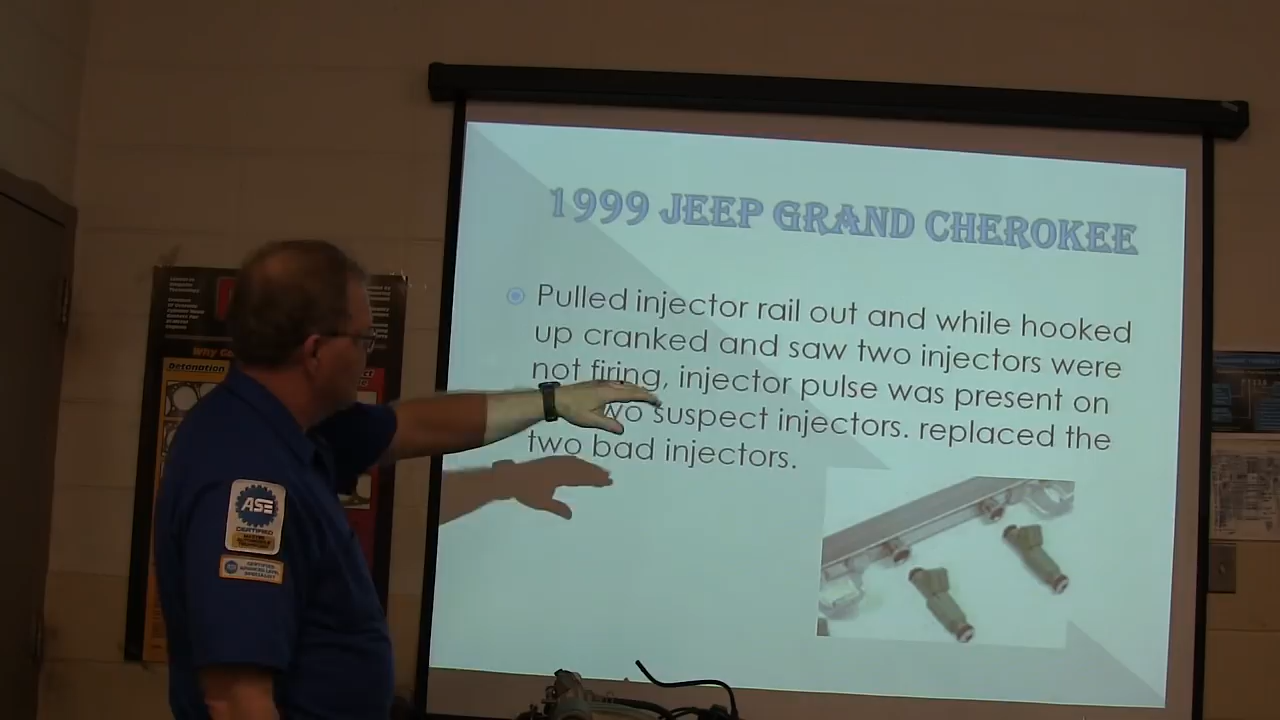 1999 JEEP GRAND CHEROKEE
Pulled injector rail out and while hooked
up cranked and saw two injectors were
not firing, injector pulse was present on
wo suspect injectors. replaced the
two bad injectors.
Why
Detonation
ASE
CERTIFIED